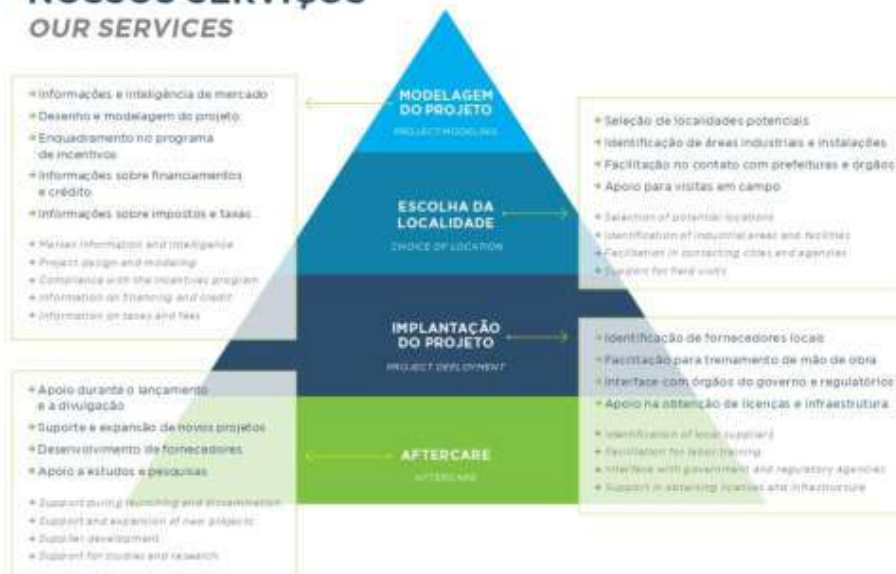 NOSSOS SERVIÇOS
OUR SERVICES
MODELAGEM
DO PROJETO
PROJECT MODELING
Informações e inteligência de mercado
Desenho e modelagem do projeto
Enquadramento no programa
de incentivos
Informações sobre financiamentos
e crédito
Informações sobre impostos e taxas
Market information and intelligence
Project design and modeling
Compliance with the incentives program
Information on financing and credit
Information on taxes and fees
ESCOLHA DA
LOCALIDADE
CHOICE OF LOCATION
Seleção de localidades potenciais
Identificação de áreas industriais e instalações
Facilitação no contato com prefeituras e órgãos
Apoio para visitas em campo
Selection of potential locations
Identification of industrial areas and facilities
Facilitation in contacting cities and agencies
Support for field visits
IMPLANTAÇÃO
DO PROJETO
PROJECT DEPLOYMENT
Identificação de fornecedores locais
Facilitação para treinamento de mão de obra
Interface com órgãos do governo e regulatórios
Apoio na obtenção de licenças e infraestrutura
Identification of local suppliers
Facilitation for labor training
Interface with government and regulatory agencies
Support in obtaining licenses and infrastructure
AFTERCARE
AFTERCARE
Apoio durante o lançamento
e a divulgação
Suporte e expansão de novos projetos
Desenvolvimento de fornecedores
Apoio a estudos e pesquisas
Support during launching and dissemination
Support and expansion of new projects
Supplier development
Support for studies and research